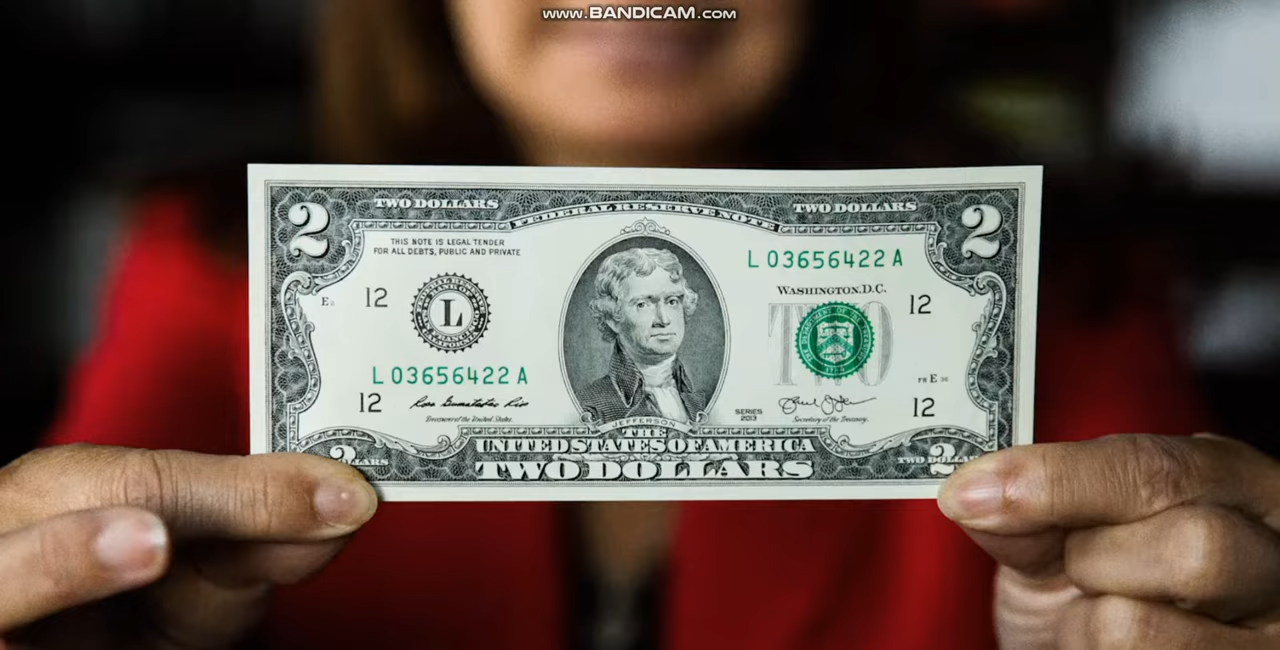 www.BANDICAM.com
TWO DOLLARS
FEDERAL RESERVE NOTE
TWO DOLLARS
2
2
THIS NOTE IS LEGAL TENDER
FOR ALL DEBTS, PUBLIC AND PRIVATE
L 03656422 A
WASHINGTON, D.C.
12
L
TWO
12
L 03656422 A
12
Treasurer of the United States.
JEFFERSON
SERIES
2013
Secretary of the Treasury.
12
THE
UNITED STATES OF AMERICA
TWO DOLLARS
2
2